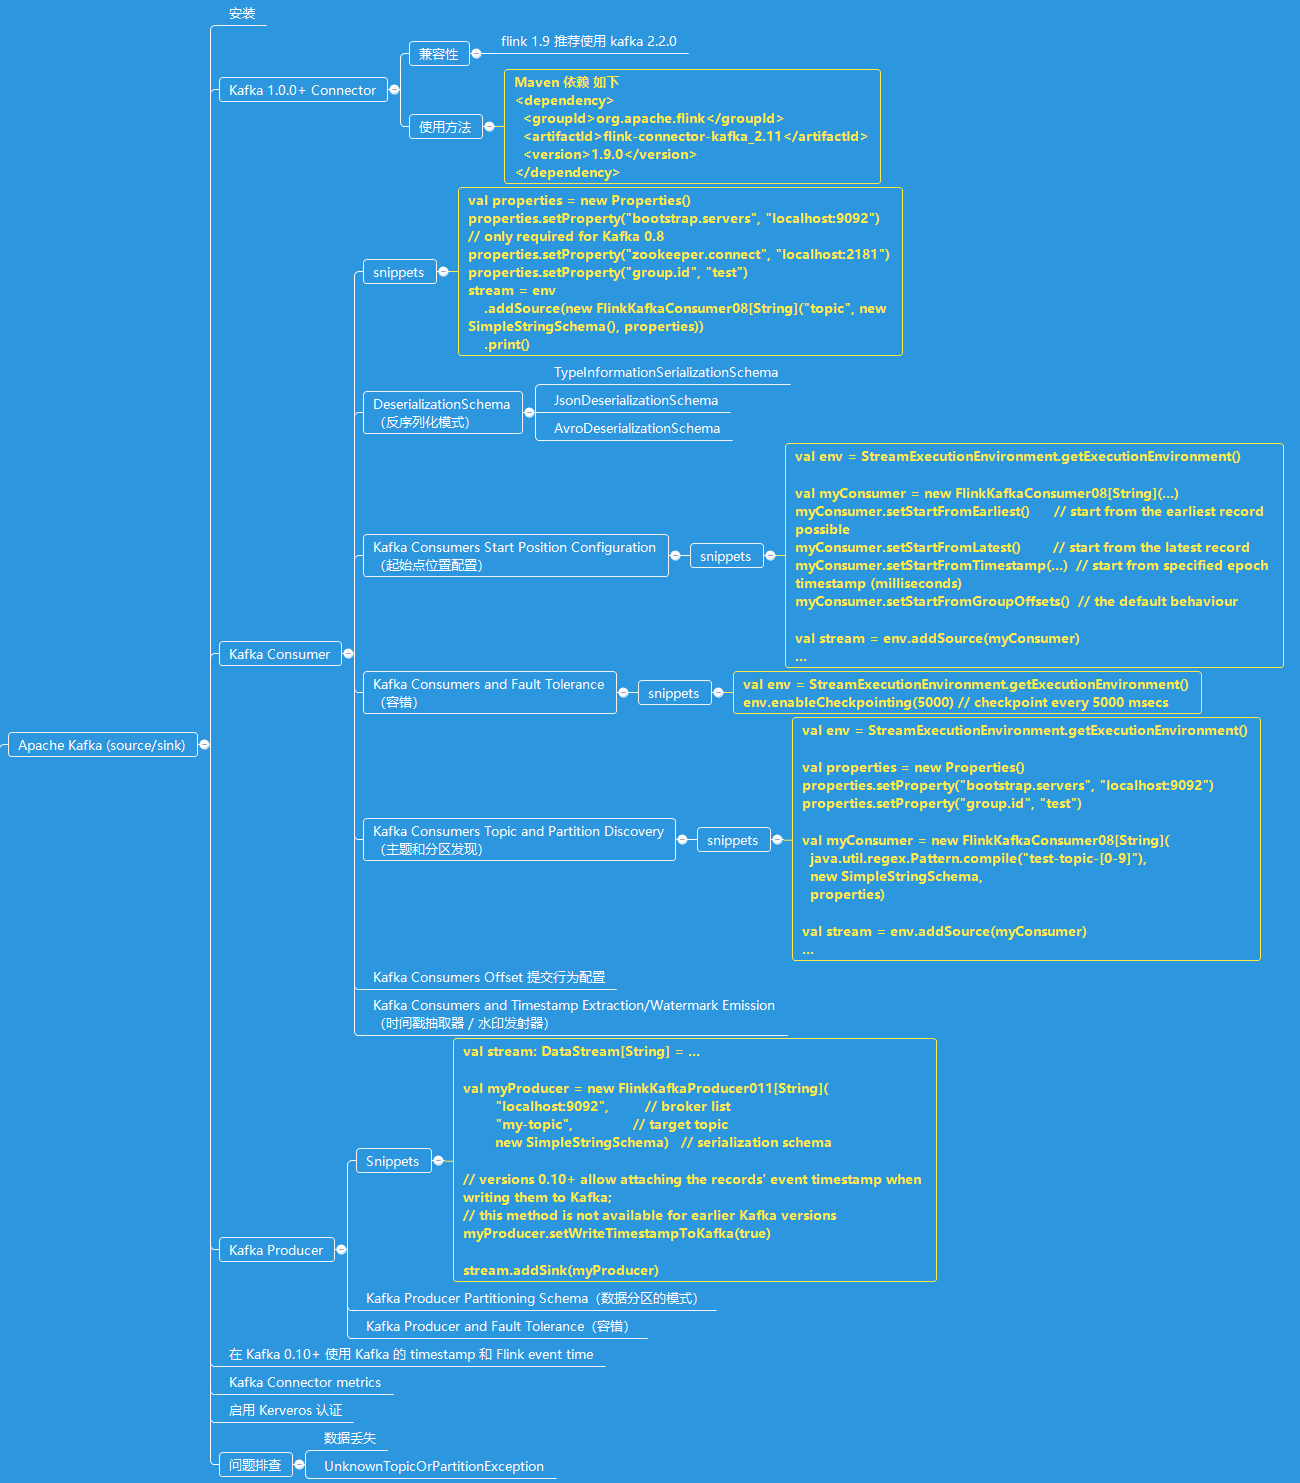 安装
flink 1.9 推荐使用 kafka 2.2.0
兼容性
Kafka 1.0.0+ Connector
使用方法
Maven 依赖 如下
<dependency>
  <groupId>org.apache.flink</groupId>
  <artifactId>flink-connector-kafka_2.11</artifactId>
  <version>1.9.0</version>
</dependency>
snippets
val properties = new Properties()
properties.setProperty("bootstrap.servers", "localhost:9092")
// only required for Kafka 0.8
properties.setProperty("zookeeper.connect", "localhost:2181")
properties.setProperty("group.id", "test")
stream = env
    .addSource(new FlinkKafkaConsumer08[String]("topic", new
SimpleStringSchema(), properties))
    .print()
DeserializationSchema
（反序列化模式）
TypeInformationSerializationSchema
JsonDeserializationSchema
AvroDeserializationSchema
Kafka Consumers Start Position Configuration
（起始点位置配置）
snippets
val env = StreamExecutionEnvironment.getExecutionEnvironment()
val myConsumer = new FlinkKafkaConsumer08[String](...)
myConsumer.setStartFromEarliest()      // start from the earliest record
possible
myConsumer.setStartFromLatest()        // start from the latest record
myConsumer.setStartFromTimestamp(...)  // start from specified epoch
timestamp (milliseconds)
myConsumer.setStartFromGroupOffsets()  // the default behaviour
val stream = env.addSource(myConsumer)
...
Kafka Consumer
Kafka Consumers and Fault Tolerance
（容错）
snippets
val env = StreamExecutionEnvironment.getExecutionEnvironment()
env.enableCheckpointing(5000) // checkpoint every 5000 msecs
Apache Kafka (source/sink)
Kafka Consumers Topic and Partition Discovery
（主题和分区发现）
snippets
val env = StreamExecutionEnvironment.getExecutionEnvironment()
val properties = new Properties()
properties.setProperty("bootstrap.servers", "localhost:9092")
properties.setProperty("group.id", "test")
val myConsumer = new FlinkKafkaConsumer08[String](
  java.util.regex.Pattern.compile("test-topic-[0-9]"),
  new SimpleStringSchema,
  properties)
val stream = env.addSource(myConsumer)
...
Kafka Consumers Offset 提交行为配置
Kafka Consumers and Timestamp Extraction/Watermark Emission
（时间戳抽取器 / 水印发射器）
Snippets
val stream: DataStream[String] = ...
val myProducer = new FlinkKafkaProducer011[String](
        "localhost:9092",         // broker list
        "my-topic",               // target topic
        new SimpleStringSchema)   // serialization schema
// versions 0.10+ allow attaching the records' event timestamp when
writing them to Kafka;
// this method is not available for earlier Kafka versions
myProducer.setWriteTimestampToKafka(true)
stream.addSink(myProducer)
Kafka Producer
Kafka Producer Partitioning Schema（数据分区的模式）
Kafka Producer and Fault Tolerance（容错）
在 Kafka 0.10+ 使用 Kafka 的 timestamp 和 Flink event time
Kafka Connector metrics
启用 Kerveros 认证
数据丢失
问题排查
UnknownTopicOrPartitionException